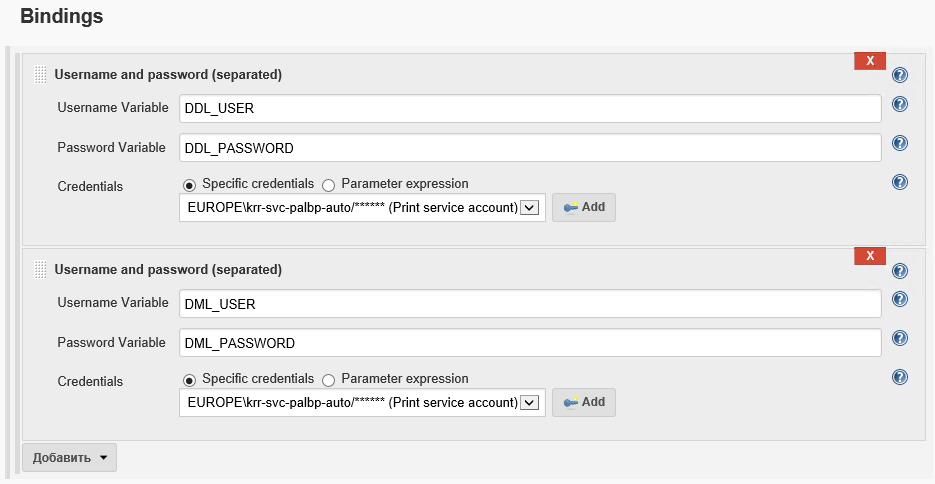 Bindings
X
Username and password (separated)
Username Variable DDL_USER
Password Variable DDL_PASSWORD
Credentials Specific credentials Parameter expression
EUROPE\krr-svc-palbp-auto/****** (Print service account) Add
X
Username and password (separated)
Username Variable DML_USER
Password Variable DML_PASSWORD
Credentials Specific credentials Parameter expression
EUROPE\krr-svc-palbp-auto/****** (Print service account) Add
Добавить